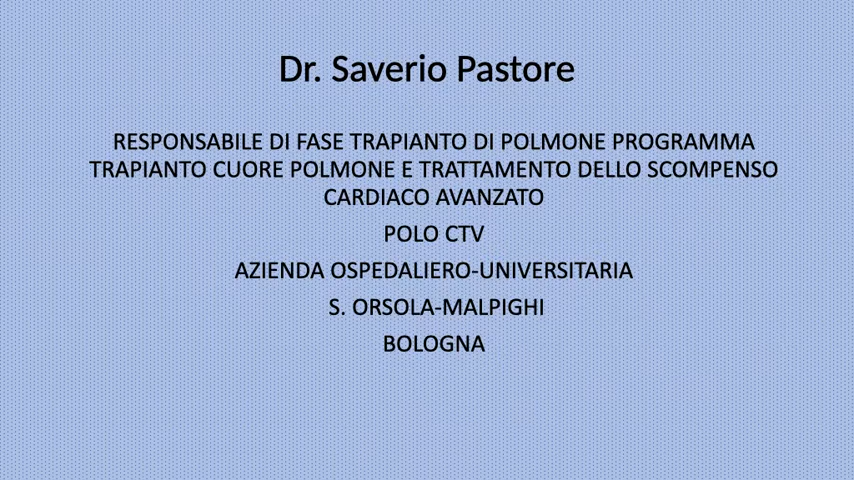 Dr. Saverio Pastore
RESPONSABILE DI FASE TRAPIANTO DI POLMONE PROGRAMMA
TRAPIANTO CUORE POLMONE E TRATTAMENTO DELLO SCOMPENSO
CARDIACO AVANZATO
POLO CTV
AZIENDA OSPEDALIERO-UNIVERSITARIA
S. ORSOLA-MALPIGHI
BOLOGNA